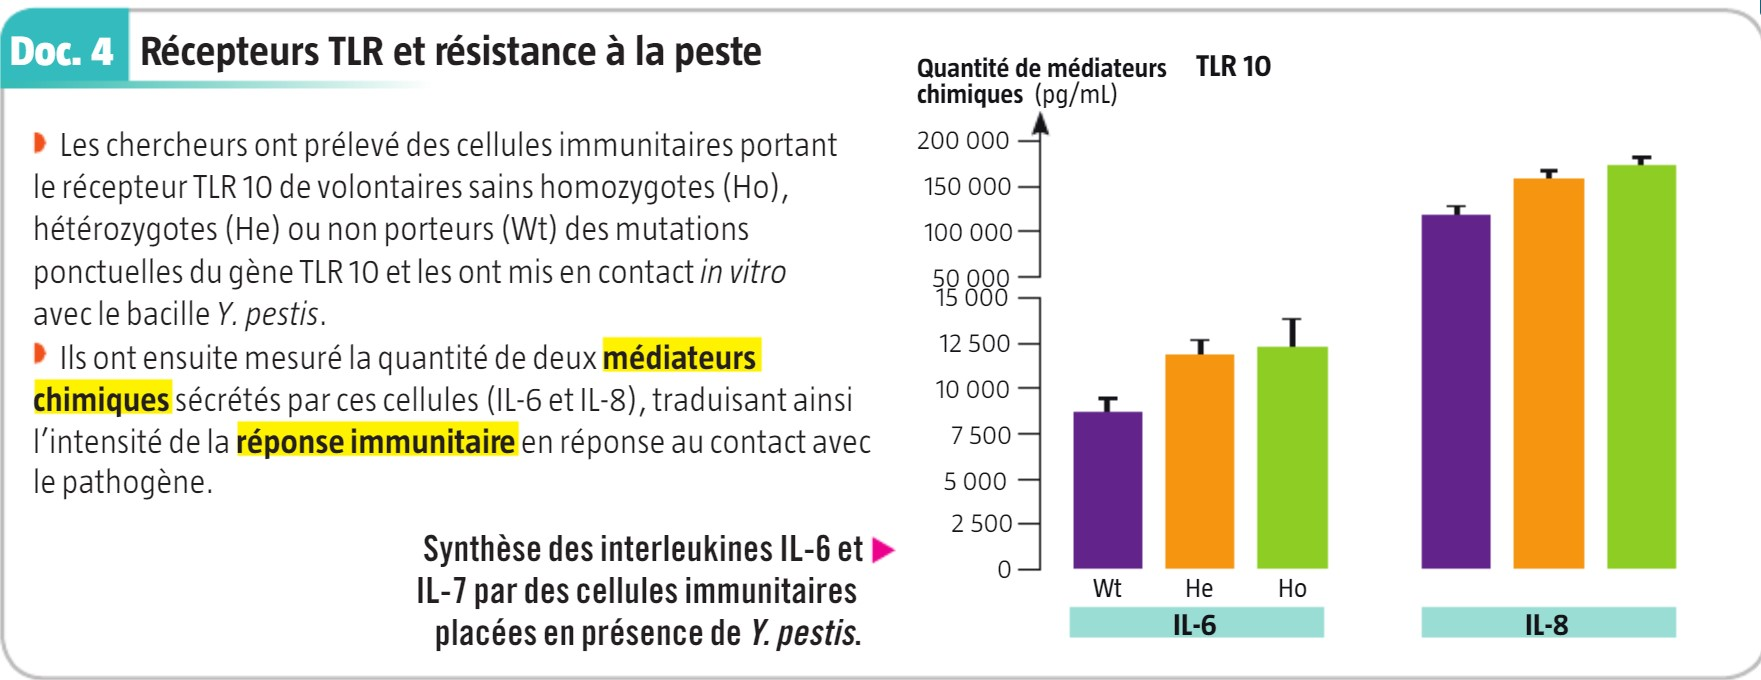 Doc. 4 Récepteurs TLR et résistance à la peste
Les chercheurs ont prélevé des cellules immunitaires portant
le récepteur TLR 10 de volontaires sains homozygotes (Ho),
hétérozygotes (He) ou non porteurs (Wt) des mutations
ponctuelles du gène TLR 10 et les ont mis en contact in vitro
avec le bacille Y. pestis.
Ils ont ensuite mesuré la quantité de deux médiateurs
chimiques sécrétés par ces cellules (IL-6 et IL-8), traduisant ainsi
l'intensité de la réponse immunitaire en réponse au contact avec
le pathogène.
Synthèse des interleukines IL-6 et
IL-7 par des cellules immunitaires
placées en présence de Y. pestis.
Quantité de médiateurs TLR 10
chimiques (pg/mL)
200 000
150 000
100 000
50 000
15 000
12 500
10 000
7 500
5 000
2 500
0
Wt He Ho
IL-6 IL-8